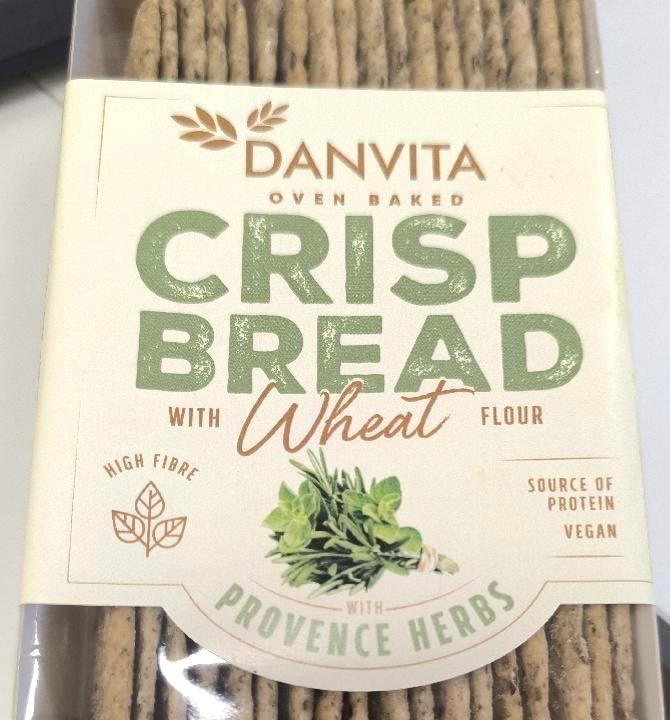 DANVITA
OVEN BAKED
CRISP
BREAD
WITH Wheat FLOUR
HIGH FIBRE
SOURCE OF
PROTEIN
VEGAN
WITH
PROVENCE HERBS